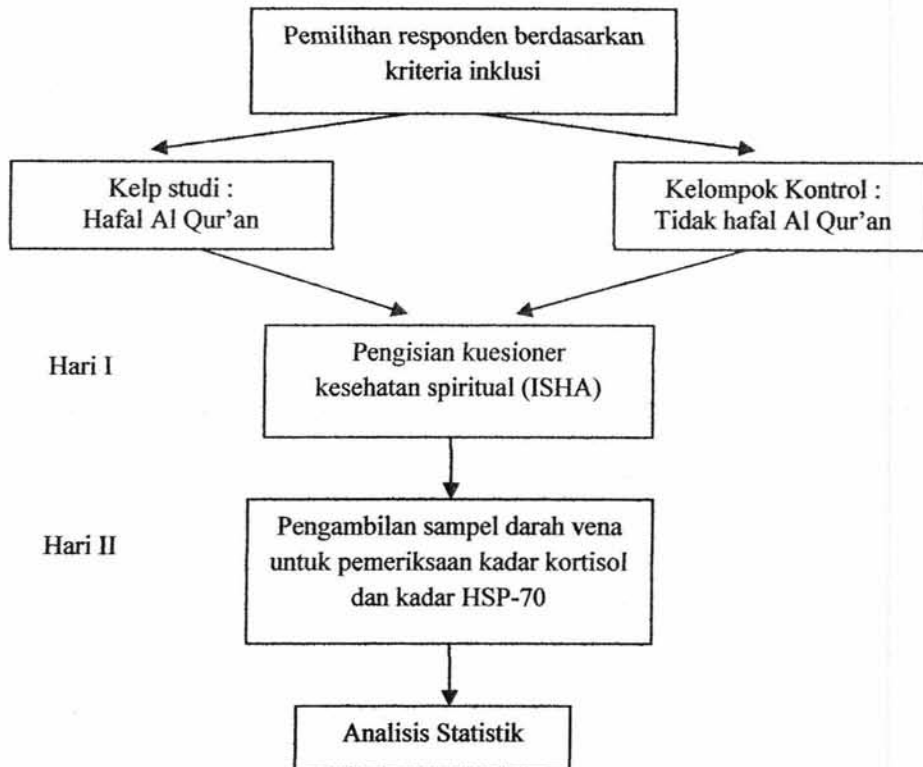 Pemilihan responden berdasarkan
kriteria inklusi
Kelp studi :
Hafal Al Qur'an
Kelompok Kontrol :
Tidak hafal Al Qur'an
Hari I
Pengisian kuesioner
kesehatan spiritual (ISHA)
Hari II
Pengambilan sampel darah vena
untuk pemeriksaan kadar kortisol
dan kadar HSP-70
Analisis Statistik